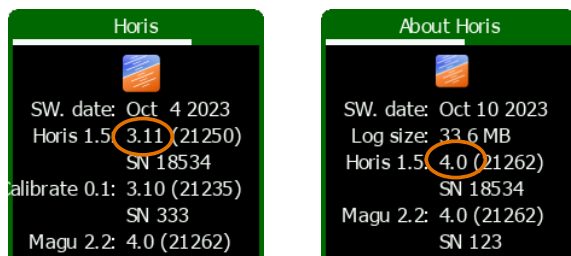 Horis
SW. date: Oct 4 2023
Horis 1.5: 3.11 (21250)
SN 18534
Calibrate 0.1: 3.10 (21235)
SN 333
Magu 2.2: 4.0 (21262)
About Horis
SW. date: Oct 10 2023
Log size: 33.6 MB
Horis 1.5: 4.0 (21262)
SN 18534
Magu 2.2: 4.0 (21262)
SN 123